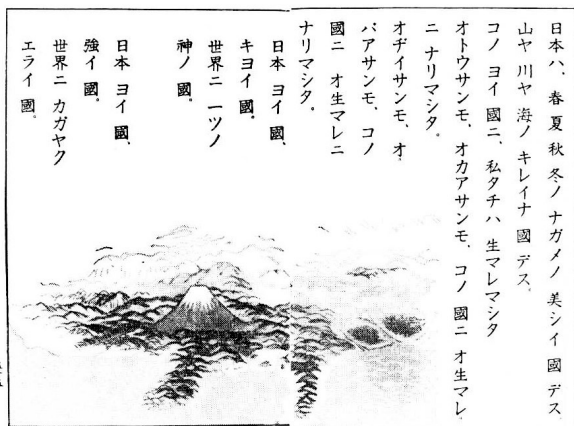 日本ハ、春夏秋冬ノナガメノ美シイ國デス
山ヤ川ヤ海ノキレイナ國デス。
コノヨイ國ニ、私タチハ生マレマシタ
オトウサンモ、オカアサンモ、コノ國ニオ生マレ
ニナリマシタ。
オヂイサンモ、オ
バアサンモ、コノ
國ニオ生マレニ
ナリマシタ。
日本ヨイ國、
キヨイ國。
世界ニ一ツノ
神ノ國。
日本ヨイ國、
強イ國。
世界ニカガヤク
エライ國。